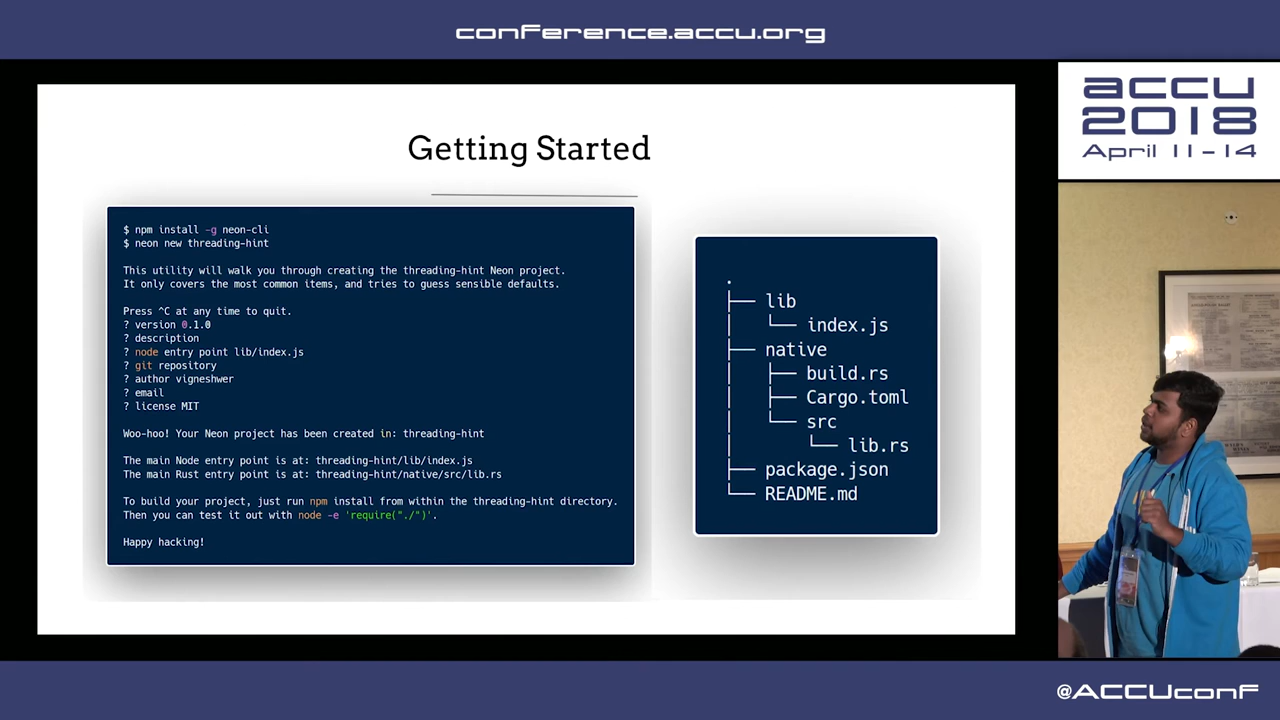 conference.accu.org
accu
2018
April 11-14
Getting Started
$ npm install -g neon-cli
$ neon new threading-hint
This utility will walk you through creating the threading-hint Neon project.
It only covers the most common items, and tries to guess sensible defaults.
Press ^C at any time to quit.
? version 0.1.0
? description
? node entry point lib/index.js
? git repository
? author vigneshwer
? email
? license MIT
Woo-hoo! Your Neon project has been created in: threading-hint
The main Node entry point is at: threading-hint/lib/index.js
The main Rust entry point is at: threading-hint/native/src/lib.rs
To build your project, just run npm install from within the threading-hint directory.
Then you can test it out with node -e 'require("./")'.
Happy hacking!
.
├── lib
│   └── index.js
├── native
│   ├── build.rs
│   ├── Cargo.toml
│   └── src
│       └── lib.rs
├── package.json
└── README.md
@ACCUconf